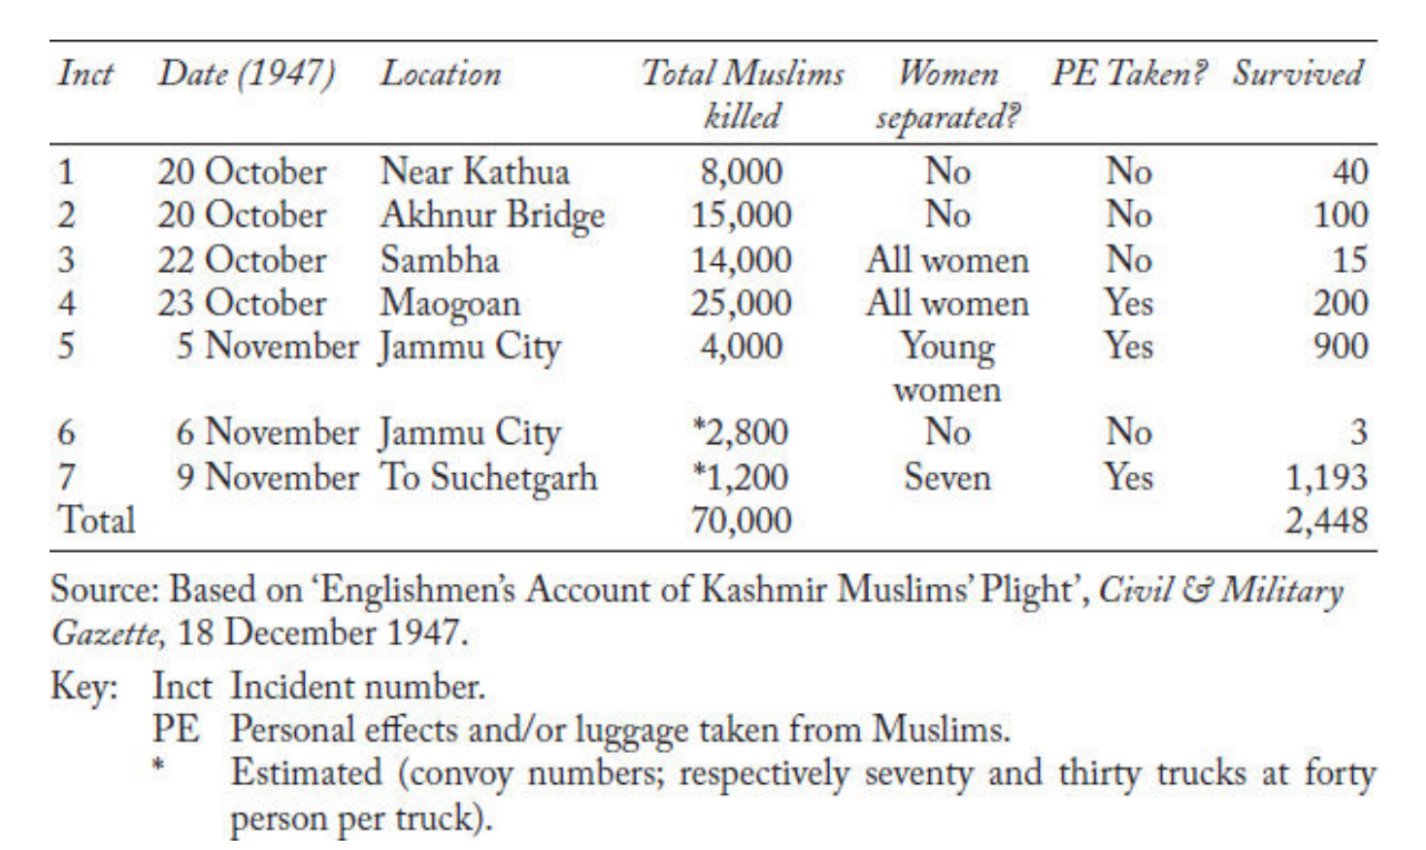 Inct Date (1947) Location Total Muslims killed Women separated? PE Taken? Survived
1 20 October Near Kathua 8,000 No No 40
2 20 October Akhnur Bridge 15,000 No No 100
3 22 October Sambha 14,000 All women No 15
4 23 October Maogoan 25,000 All women Yes 200
5 5 November Jammu City 4,000 Young women Yes 900
6 6 November Jammu City *2,800 No No 3
7 9 November To Suchetgarh *1,200 Seven Yes 1,193
Total 70,000 2,448
Source: Based on ‘Englishmen’s Account of Kashmir Muslims’ Plight’, Civil & Military
Gazette, 18 December 1947.
Key: Inct Incident number.
PE Personal effects and/or luggage taken from Muslims.
* Estimated (convoy numbers; respectively seventy and thirty trucks at forty
person per truck).